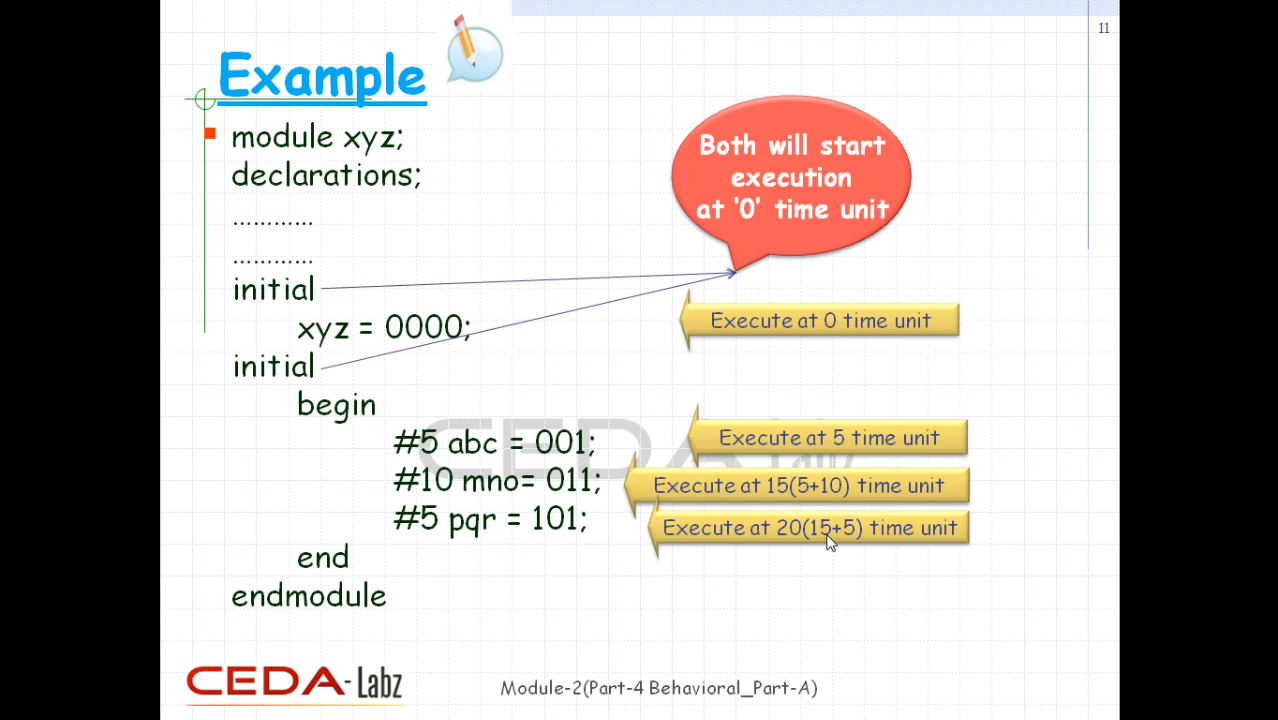 11
Example
module xyz;
declarations;
…………
…………
initial
xyz = 0000;
initial
begin
#5 abc = 001;
#10 mno= 011;
#5 pqr = 101;
end
endmodule
Both will start
execution
at ‘0’ time unit
Execute at 0 time unit
Execute at 5 time unit
Execute at 15(5+10) time unit
Execute at 20(15+5) time unit
CEDA-Labz
CEDA-Labz
Module-2(Part-4 Behavioral_Part-A)